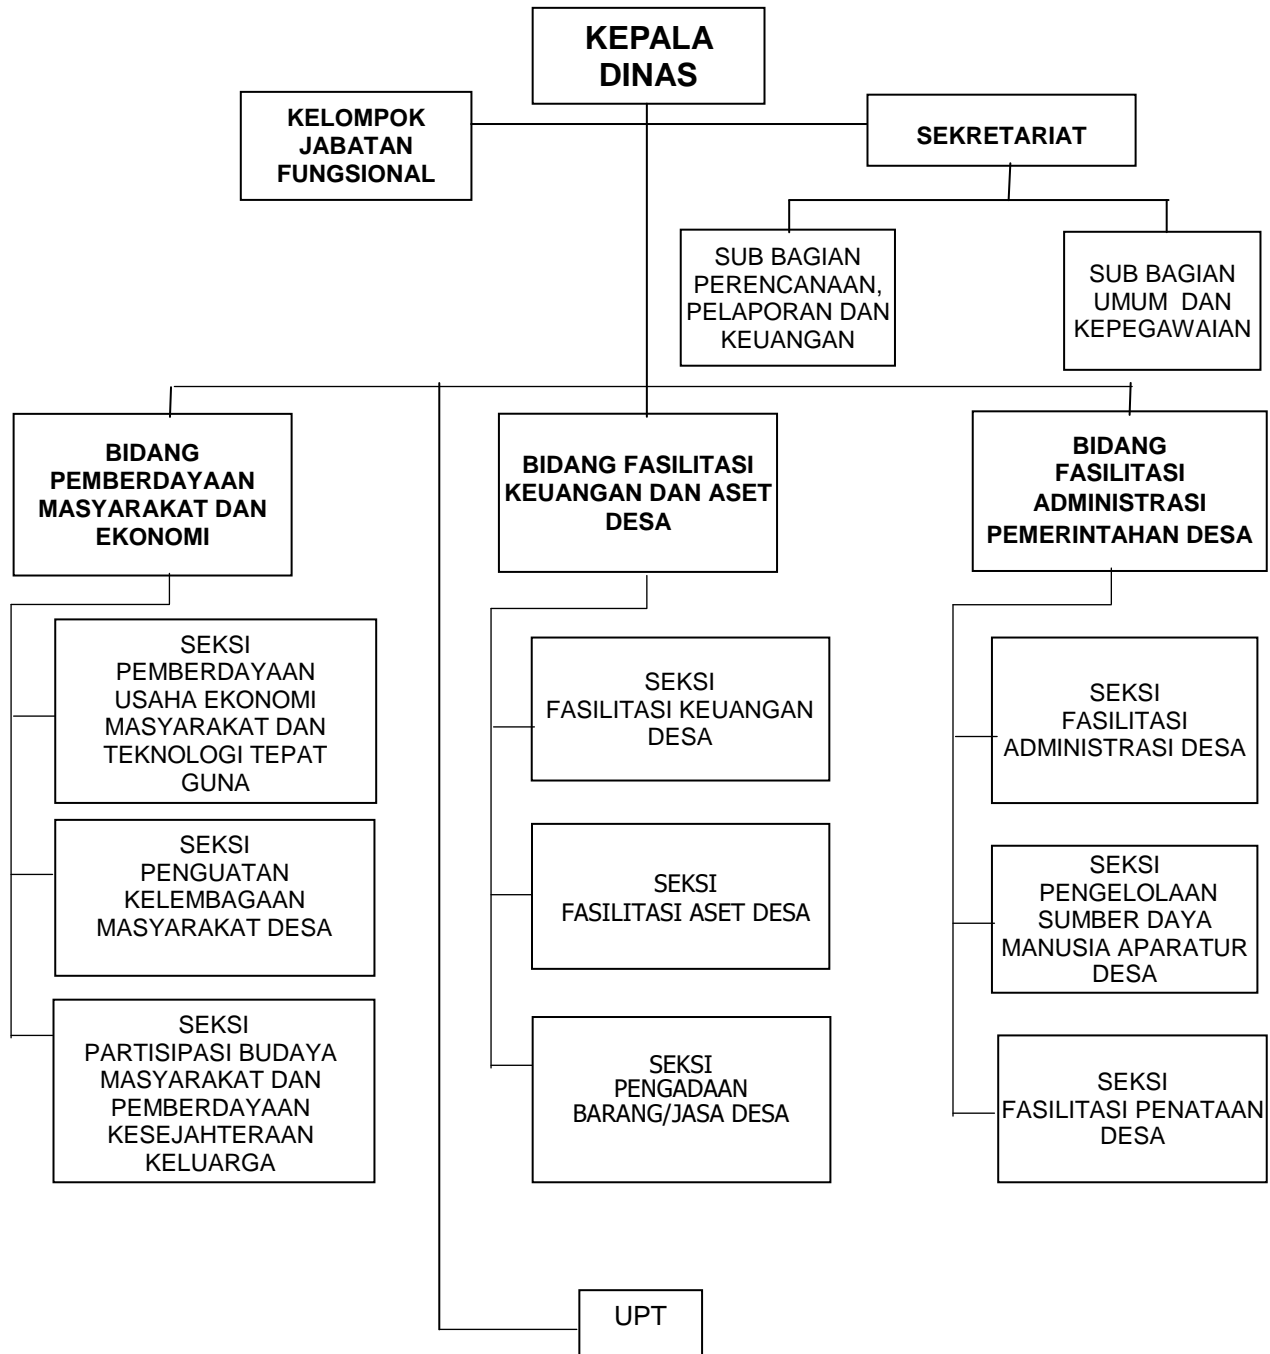 KEPALA
DINAS
KELOMPOK
JABATAN
FUNGSIONAL
SEKRETARIAT
SUB BAGIAN
PERENCANAAN,
PELAPORAN DAN
KEUANGAN
SUB BAGIAN
UMUM DAN
KEPEGAWAIAN
BIDANG
PEMBERDAYAAN
MASYARAKAT DAN
EKONOMI
BIDANG FASILITASI
KEUANGAN DAN ASET
DESA
BIDANG
FASILITASI
ADMINISTRASI
PEMERINTAHAN DESA
SEKSI
PEMBERDAYAAN
USAHA EKONOMI
MASYARAKAT DAN
TEKNOLOGI TEPAT
GUNA
SEKSI
PENGUATAN
KELEMBAGAAN
MASYARAKAT DESA
SEKSI
PARTISIPASI BUDAYA
MASYARAKAT DAN
PEMBERDAYAAN
KESEJAHTERAAN
KELUARGA
SEKSI
FASILITASI KEUANGAN
DESA
SEKSI
FASILITASI ASET DESA
SEKSI
PENGADAAN
BARANG/JASA DESA
SEKSI
FASILITASI
ADMINISTRASI DESA
SEKSI
PENGELOLAAN
SUMBER DAYA
MANUSIA APARATUR
DESA
SEKSI
FASILITASI PENATAAN
DESA
UPT